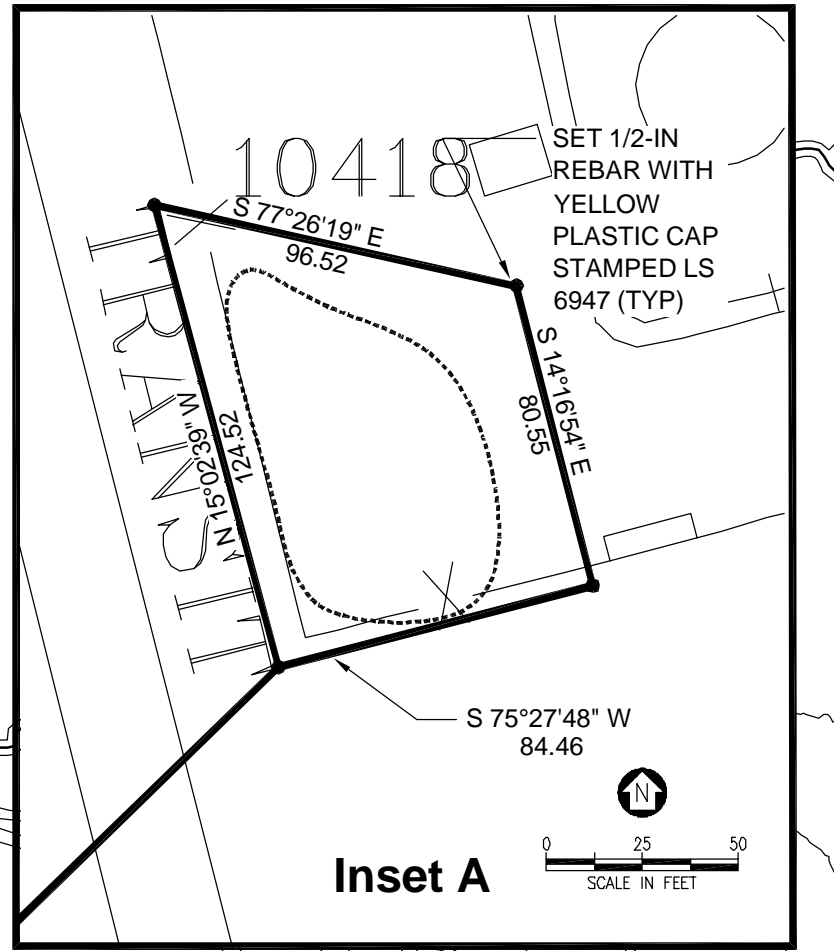 10418
SET 1/2-IN
REBAR WITH
YELLOW
PLASTIC CAP
STAMPED LS
6947 (TYP)
S 77°26'19" E
96.52
S 14°16'54" E
80.55
N 15°02'39" W
124.52
TRANSIT
S 75°27'48" W
84.46
N
0 25 50
SCALE IN FEET
Inset A